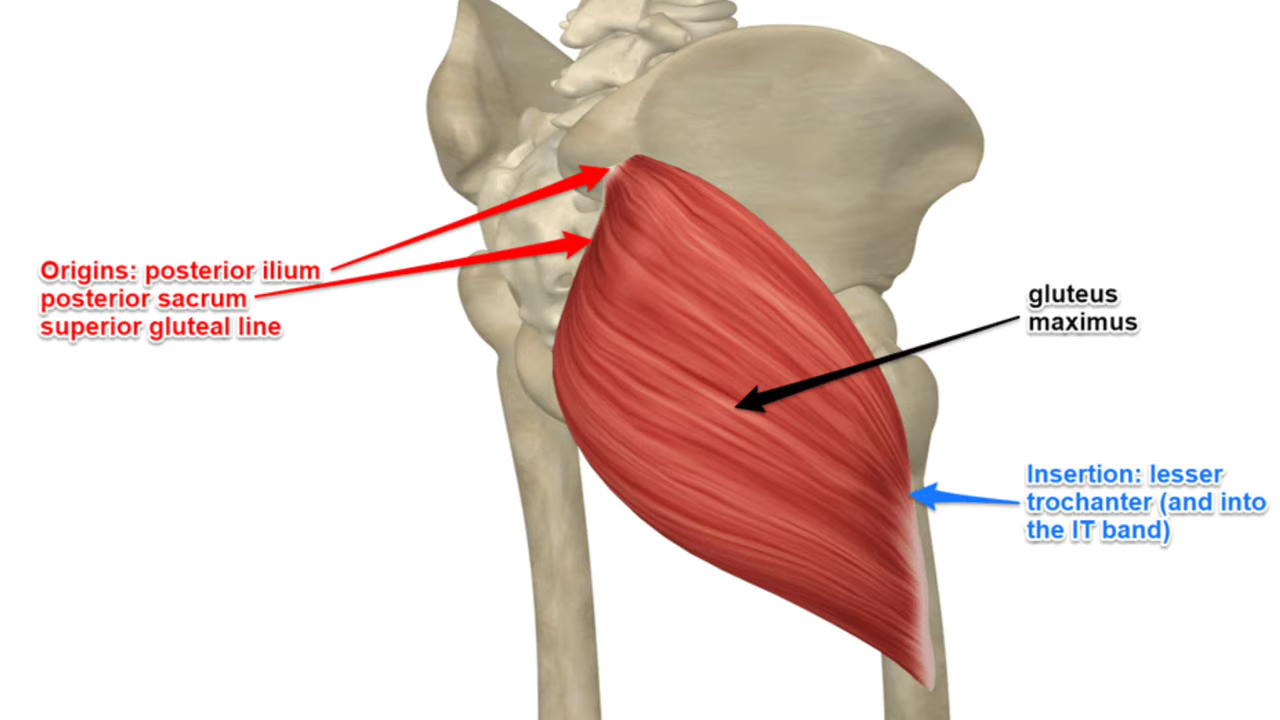 Origins: posterior ilium
posterior sacrum
superior gluteal line
gluteus
maximus
Insertion: lesser
trochanter (and into
the IT band)